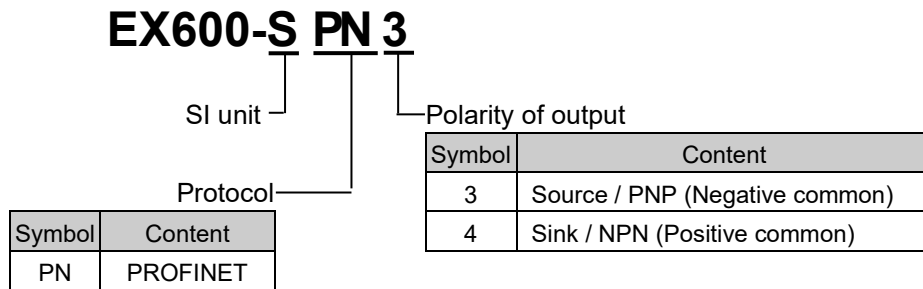 EX600-S PN 3
SI unit
Polarity of output
Symbol Content
3 Source / PNP (Negative common)
4 Sink / NPN (Positive common)
Protocol
Symbol Content
PN PROFINET